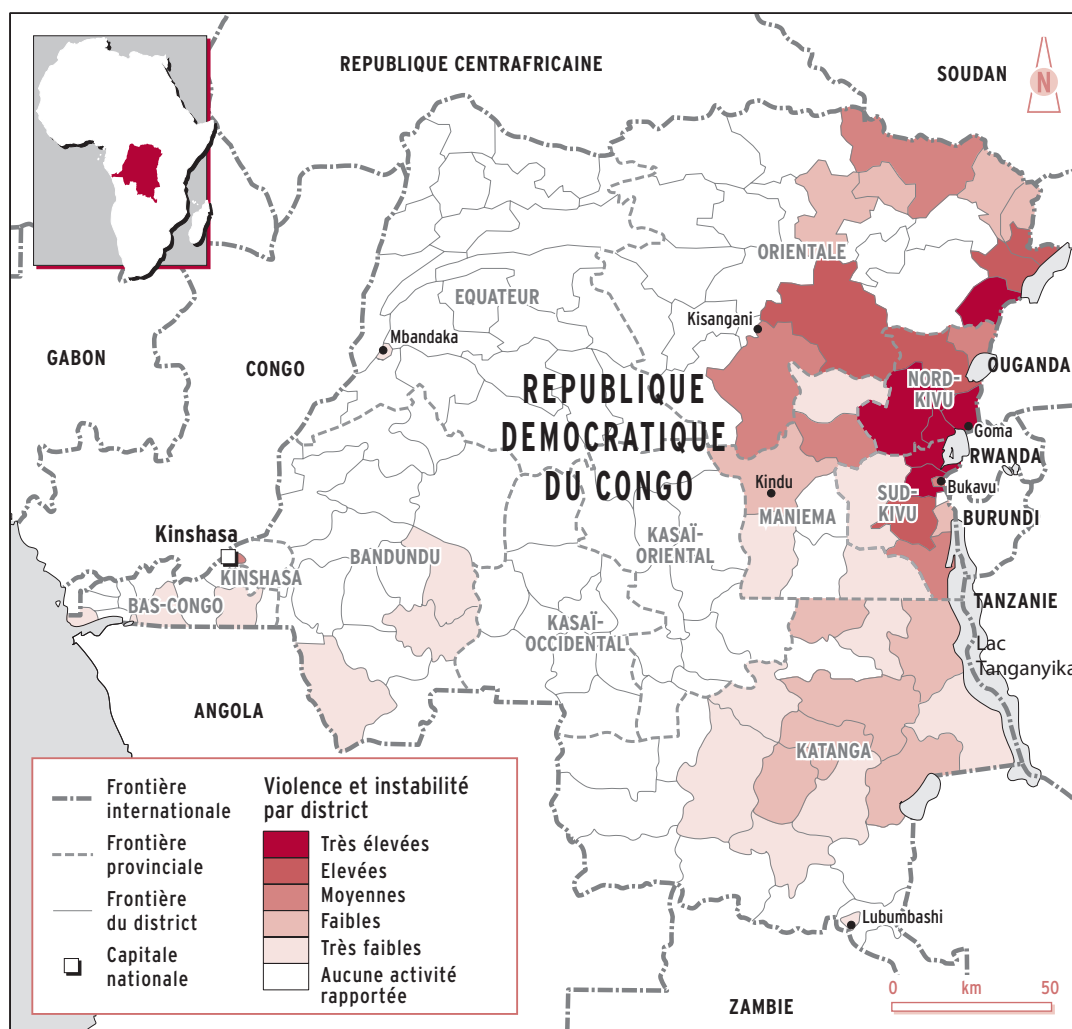 REPUBLIQUE CENTRAFRICAINE
SOUDAN
N
ORIENTALE
EQUATEUR
Kisangani
Mbandaka
GABON
CONGO
OUGANDA
NORD-
KIVU
REPUBLIQUE
DEMOCRATIQUE
DU CONGO
Goma
RWANDA
Kindu
Bukavu
SUD-
KIVU
MANIEMA
BURUNDI
Kinshasa
KINSHASA
BANDUNDU
KASAÏ-
ORIENTAL
BAS-CONGO
TANZANIE
KASAÏ-
OCCIDENTAL
Lac
Tanganyika
ANGOLA
KATANGA
Lubumbashi
ZAMBIE
Frontière
internationale
Frontière
provinciale
Frontière
du district
Capitale
nationale
Violence et instabilité
par district
Très élevées
Elevées
Moyennes
Faibles
Très faibles
Aucune activité
rapportée
0 km 50